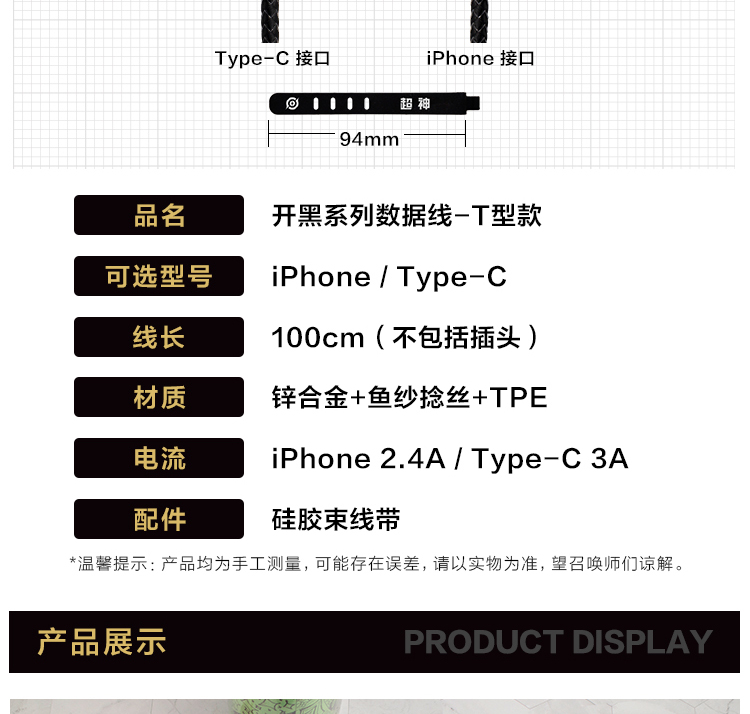 Type-C 接口
iPhone 接口
超神
94mm
品名
开黑系列数据线-T型款
可选型号
iPhone / Type-C
线长
100cm（不包括插头）
材质
锌合金+鱼纱捻丝+TPE
电流
iPhone 2.4A / Type-C 3A
配件
硅胶束线带
*温馨提示：产品均为手工测量，可能存在误差，请以实物为准，望召唤师们谅解。
产品展示
PRODUCT DISPLAY